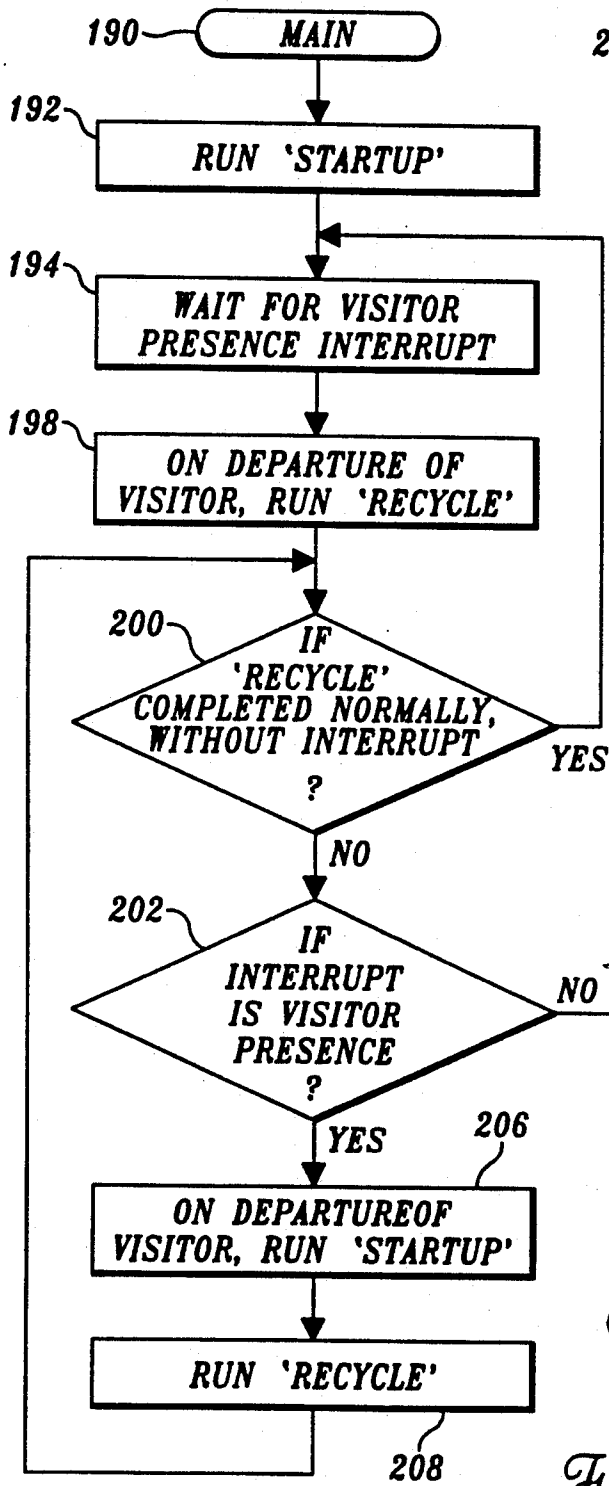 190
MAIN
2
192
RUN 'STARTUP'
194
WAIT FOR VISITOR
PRESENCE INTERRUPT
198
ON DEPARTURE OF
VISITOR, RUN 'RECYCLE'
200
IF
'RECYCLE'
COMPLETED NORMALLY,
WITHOUT INTERRUPT
?
YES
NO
202
IF
INTERRUPT
IS VISITOR
PRESENCE
?
NO
YES
206
ON DEPARTUREOF
VISITOR, RUN 'STARTUP'
RUN 'RECYCLE'
208
F